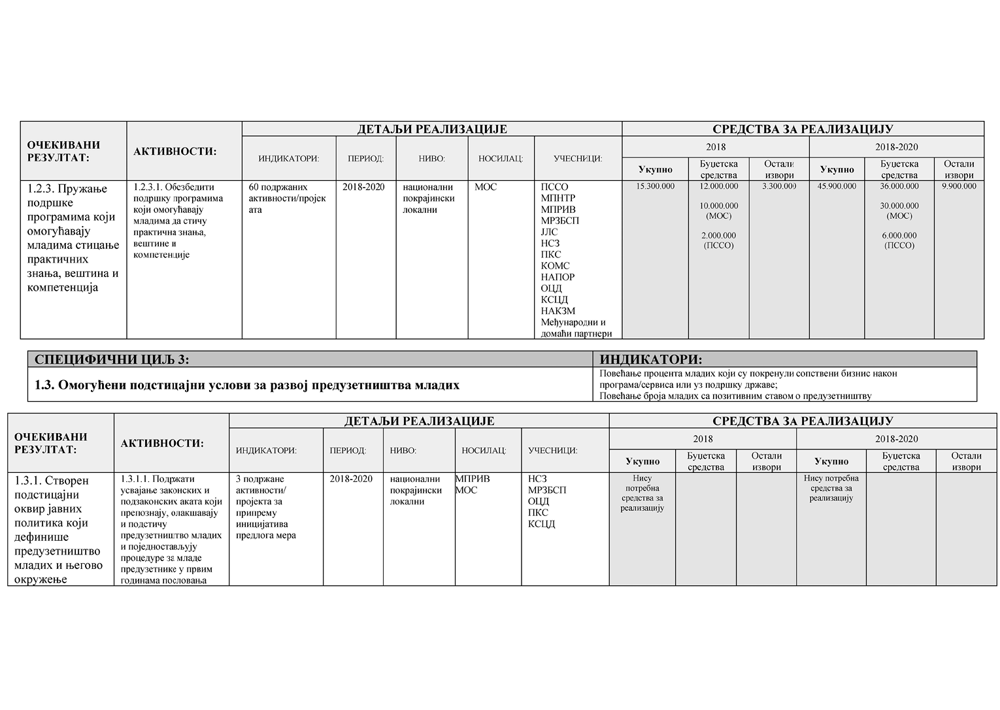 ОЧЕКИВАНИ
РЕЗУЛТАТ:
АКТИВНОСТИ:
ДЕТАЉИ РЕАЛИЗАЦИЈЕ
СРЕДСТВА ЗА РЕАЛИЗАЦИЈУ
ИНДИКАТОРИ:
ПЕРИОД:
НИВО:
НОСИЛАЦ:
УЧЕСНИЦИ:
2018
2018-2020
Укупно
Буџетска
средства
Остали
извори
Укупно
Буџетска
средства
Остали
извори
1.2.3. Пружање
подршке
програмима који
омогућавају
младима стицање
практичних
знања, вештина и
компетенција
1.2.3.1. Обезбедити
подршку програмима
који омогућавају
младима да стичу
практична знања,
вештине и
компетенције
60 подржаних
активности/пројек
ата
2018-2020
национални
покрајински
локални
МОС
ПССО
МПНТР
МПРИВ
МРЗБСП
ЈЛС
НСЗ
ПКС
КОМС
НАПОР
ОЦД
КСЦД
НАКЗМ
Међународни и
домаћи партнери
15.300.000
12.000.000
10.000.000
(МОС)
2.000.000
(ПССО)
3.300.000
45.900.000
36.000.000
30.000.000
(МОС)
6.000.000
(ПССО)
9.900.000
СПЕЦИФИЧНИ ЦИЉ 3:
ИНДИКАТОРИ:
1.3. Омогућени подстицајни услови за развој предузетништва младих
Повећање процента младих који су покренули сопствени бизнис након
програма/сервиса или уз подршку државе;
Повећање броја младих са позитивним ставом о предузетништву
ОЧЕКИВАНИ
РЕЗУЛТАТ:
АКТИВНОСТИ:
ДЕТАЉИ РЕАЛИЗАЦИЈЕ
СРЕДСТВА ЗА РЕАЛИЗАЦИЈУ
ИНДИКАТОРИ:
ПЕРИОД:
НИВО:
НОСИЛАЦ:
УЧЕСНИЦИ:
2018
2018-2020
Укупно
Буџетска
средства
Остали
извори
Укупно
Буџетска
средства
Остали
извори
1.3.1. Створен
подстицајни
оквир јавних
политика који
дефинише
предузетништво
младих и његово
окружење
1.3.1.1. Подржати
усвајање законских и
подзаконских аката који
препознају, олакшавају
и подстичу
предузетништво младих
и поједностављују
процедуре за младе
предузетнике у првим
годинама пословања
3 подржане
активности/
пројекта за
припрему
иницијатива
предлога мера
2018-2020
национални
покрајински
локални
МПРИВ
МОС
НСЗ
МРЗБСП
ОЦД
ПКС
КСЦД
Нису
потребна
средства за
реализацију
Нису потребна
средства за
реализацију